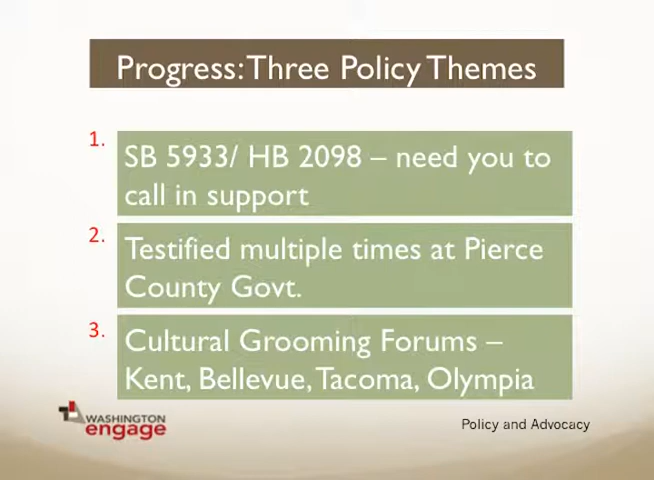 Progress: Three Policy Themes
1. SB 5933/ HB 2098 – need you to
call in support
2. Testified multiple times at Pierce
County Govt.
3. Cultural Grooming Forums –
Kent, Bellevue, Tacoma, Olympia
WASHINGTON
engage
Policy and Advocacy